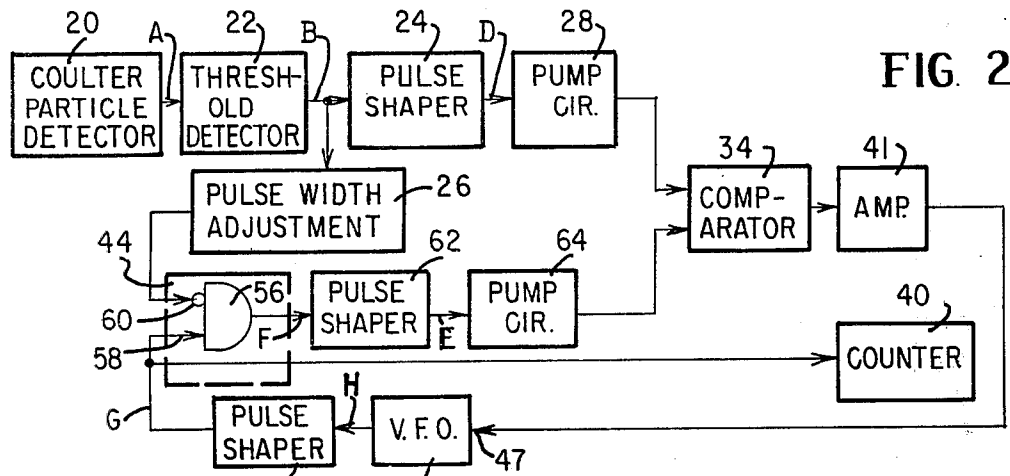 20
COULTER
PARTICLE
DETECTOR
A
22
THRESH-
OLD
DETECTOR
B
24
PULSE
SHAPER
D
28
PUMP
CIR.
FIG. 2
PULSE WIDTH
ADJUSTMENT
26
34
COMP-
ARATOR
41
AMP.
44
60
58
56
F
62
PULSE
SHAPER
E
64
PUMP
CIR.
40
COUNTER
G
PULSE
SHAPER
H
V.F.O.
47